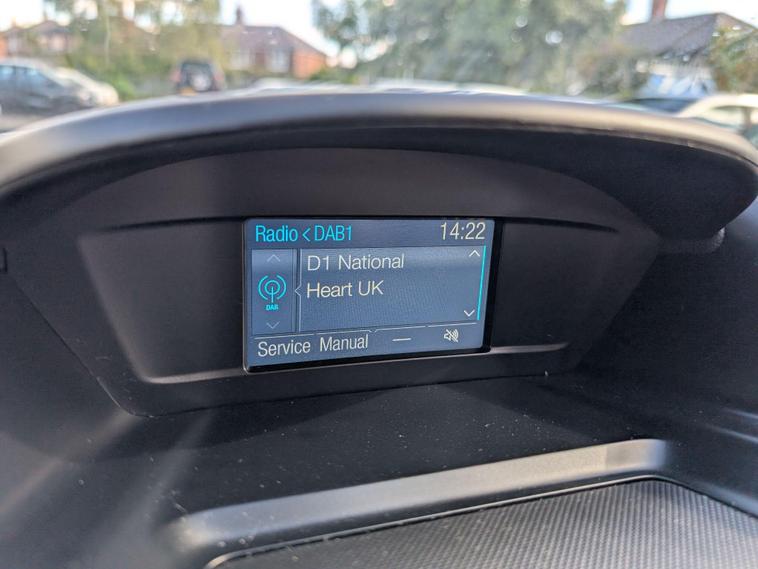 Radio < DAB1 14:22
D1 National
DAB
Heart UK
Service Manual —